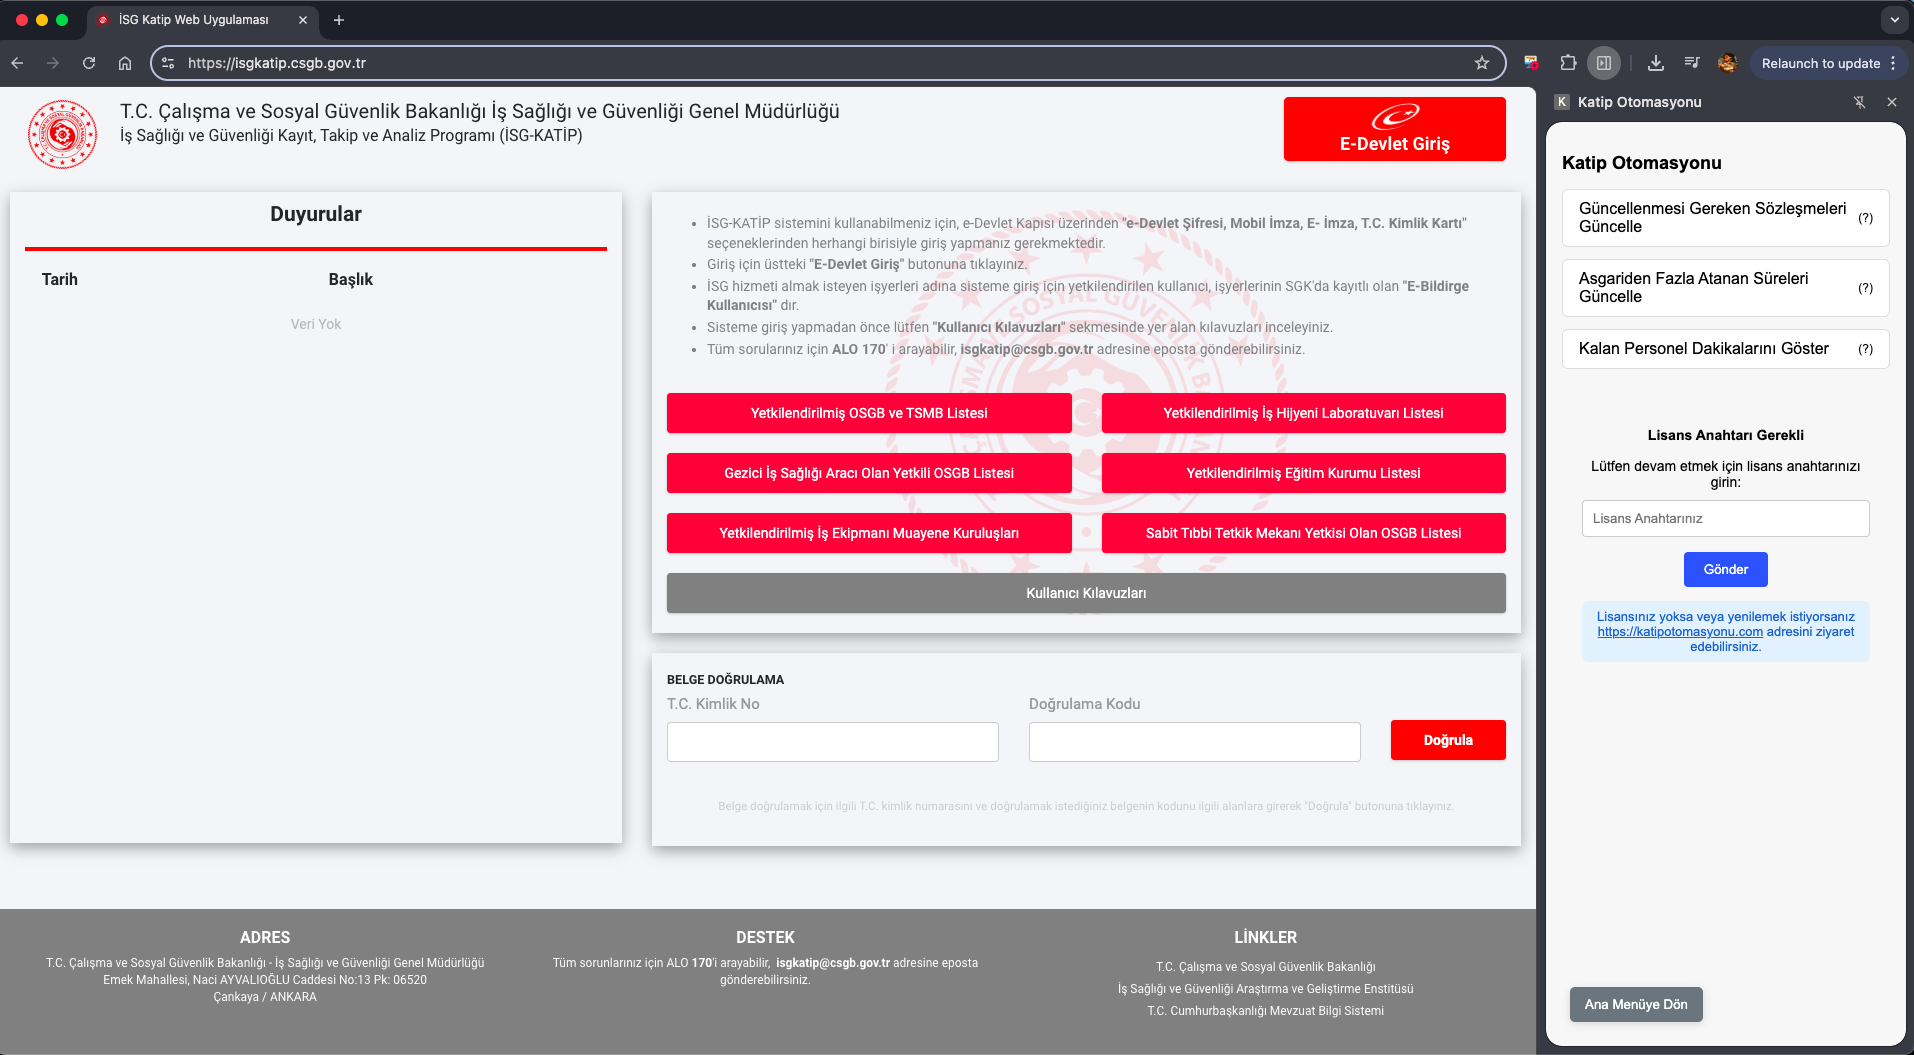 İSG Katip Web Uygulaması
https://isgkatip.csgb.gov.tr
Relaunch to update
T.C. Çalışma ve Sosyal Güvenlik Bakanlığı İş Sağlığı ve Güvenliği Genel Müdürlüğü
İş Sağlığı ve Güvenliği Kayıt, Takip ve Analiz Programı (İSG-KATİP)
E-Devlet Giriş
Duyurular
Tarih
Başlık
Veri Yok
İSG-KATİP sistemini kullanabilmeniz için, e-Devlet Kapısı üzerinden "e-Devlet Şifresi, Mobil İmza, E- İmza, T.C. Kimlik Kartı"
seçeneklerinden herhangi birisiyle giriş yapmanız gerekmektedir.
Giriş için üstteki "E-Devlet Giriş" butonuna tıklayınız.
İSG hizmeti almak isteyen işyerleri adına sisteme giriş için yetkilendirilen kullanıcı, işyerlerinin SGK'da kayıtlı olan "E-Bildirge
Kullanıcısı" dır.
Sisteme giriş yapmadan önce lütfen "Kullanıcı Kılavuzları" sekmesinde yer alan kılavuzları inceleyiniz.
Tüm sorularınız için ALO 170' i arayabilir, isgkatip@csgb.gov.tr adresine eposta gönderebilirsiniz.
Yetkilendirilmiş OSGB ve TSMB Listesi
Yetkilendirilmiş İş Hijyeni Laboratuvarı Listesi
Gezici İş Sağlığı Aracı Olan Yetkili OSGB Listesi
Yetkilendirilmiş Eğitim Kurumu Listesi
Yetkilendirilmiş İş Ekipmanı Muayene Kuruluşları
Sabit Tıbbi Tetkik Mekanı Yetkisi Olan OSGB Listesi
Kullanıcı Kılavuzları
BELGE DOĞRULAMA
T.C. Kimlik No
Doğrulama Kodu
Doğrula
Belge doğrulamak için ilgili T.C. kimlik numarasını ve doğrulamak istediğiniz belgenin kodunu ilgili alanlara girerek "Doğrula" butonuna tıklayınız.
ADRES
T.C. Çalışma ve Sosyal Güvenlik Bakanlığı - İş Sağlığı ve Güvenliği Genel Müdürlüğü
Emek Mahallesi, Naci AYVALIOĞLU Caddesi No:13 Pk: 06520
Çankaya / ANKARA
DESTEK
Tüm sorunlarınız için ALO 170'i arayabilir, isgkatip@csgb.gov.tr adresine eposta
gönderebilirsiniz.
LİNKLER
T.C. Çalışma ve Sosyal Güvenlik Bakanlığı
İş Sağlığı ve Güvenliği Araştırma ve Geliştirme Enstitüsü
T.C. Cumhurbaşkanlığı Mevzuat Bilgi Sistemi
K Katip Otomasyonu
Katip Otomasyonu
Güncellenmesi Gereken Sözleşmeleri
Güncelle
(?)
Asgariden Fazla Atanan Süreleri
Güncelle
(?)
Kalan Personel Dakikalarını Göster (?)
Lisans Anahtarı Gerekli
Lütfen devam etmek için lisans anahtarınızı
girin:
Lisans Anahtarınız
Gönder
Lisansınız yoksa veya yenilemek istiyorsanız
https://katipotomasyonu.com adresini ziyaret
edebilirsiniz.
Ana Menüye Dön